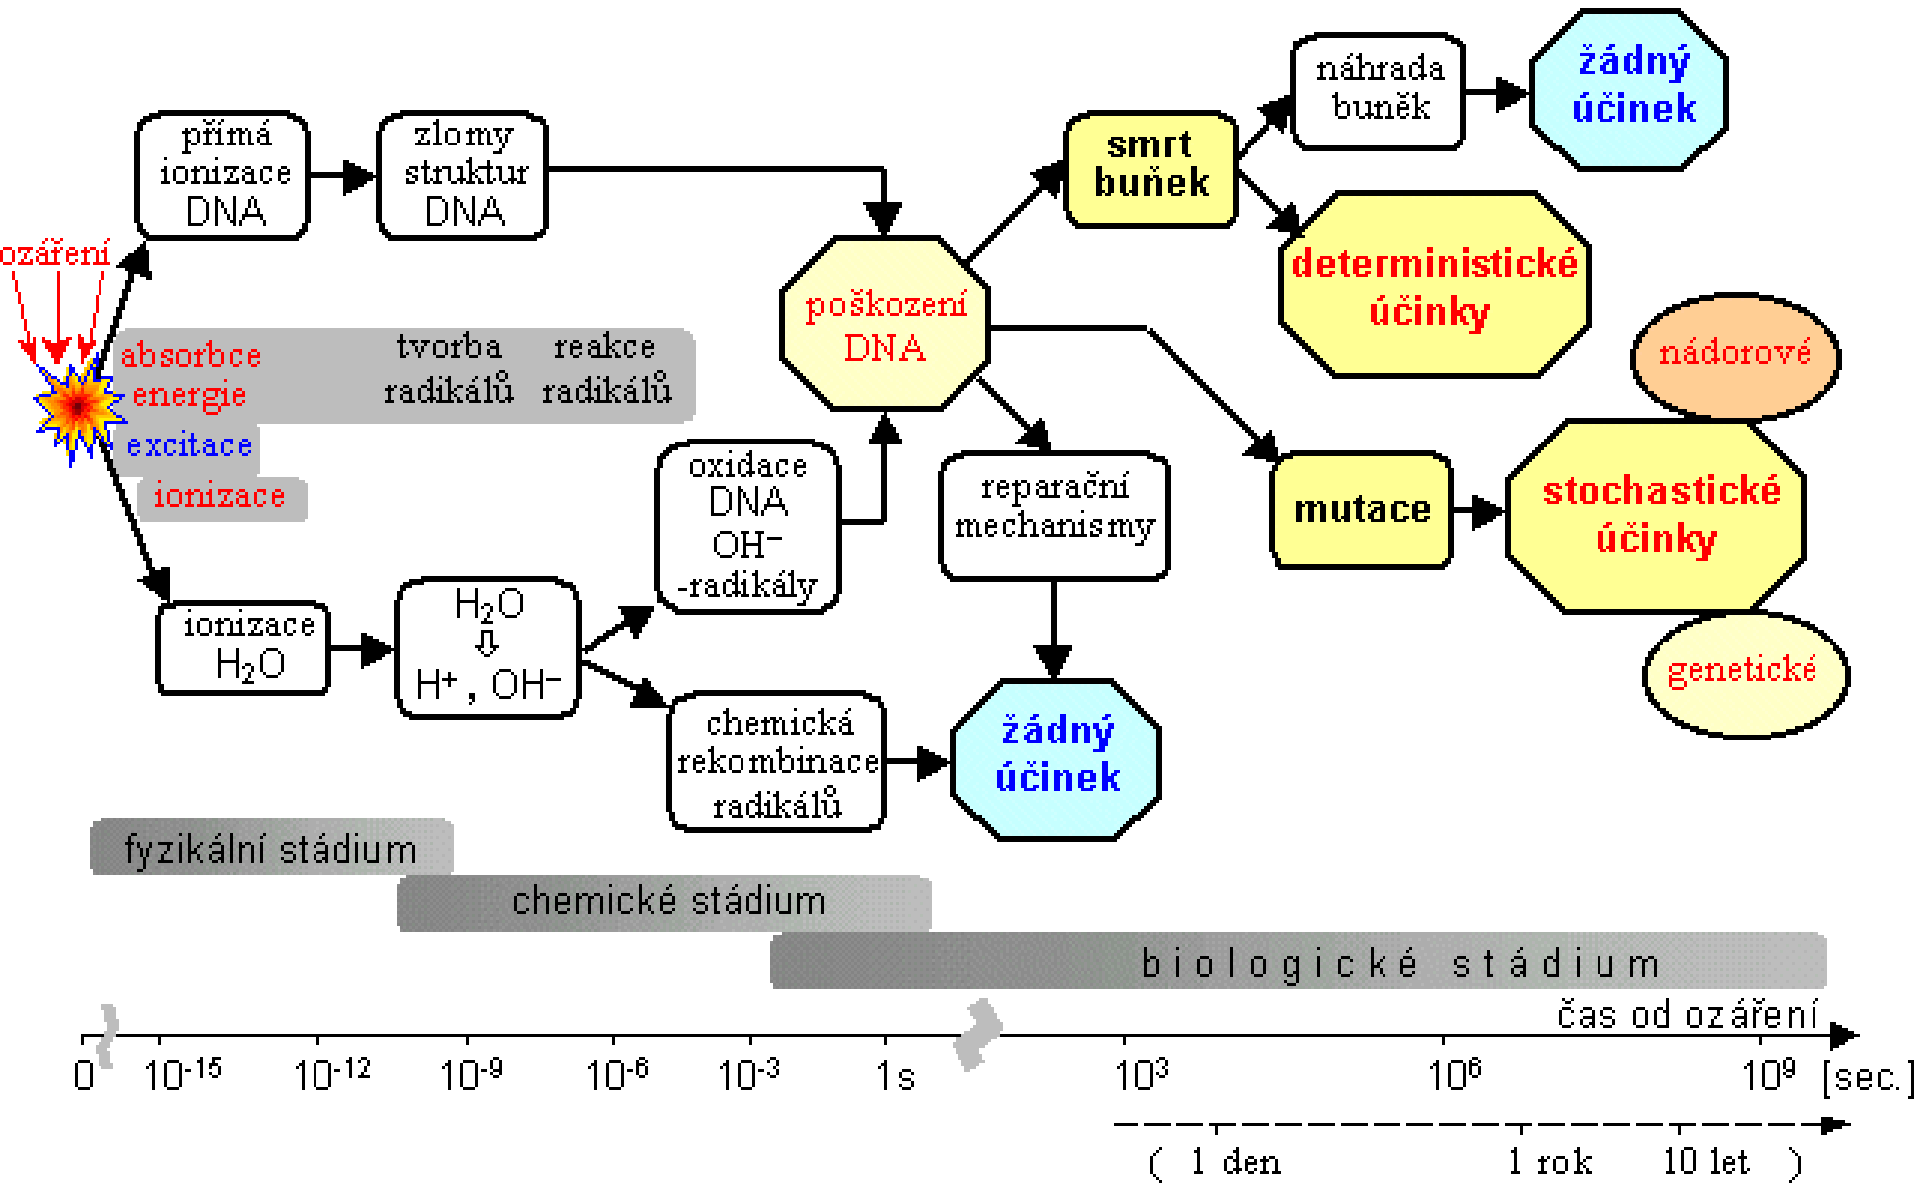 žádný
účinek
náhrada
buněk
přímá
ionizace
DNA
zlomy
struktur
DNA
smrt
buňek
ozáření
deterministické
účinky
poškození
DNA
nádorové
absorbce
energie
tvorba
radikálů
reakce
radikálů
excitace
ionizace
oxidace
DNA
OH⁻
-radikály
reparační
mechanismy
mutace
stochastické
účinky
ionizace
H₂O
H₂O
⇩
H⁺ , OH⁻
genetické
chemická
rekombinace
radikálů
žádný
účinek
fyzikální stádium
chemické stádium
biologické stádium
čas od ozáření
0 10⁻¹⁵ 10⁻¹² 10⁻⁹ 10⁻⁶ 10⁻³ 1s 10³ 10⁶ 10⁹ [sec.]
( 1 den 1 rok 10 let )